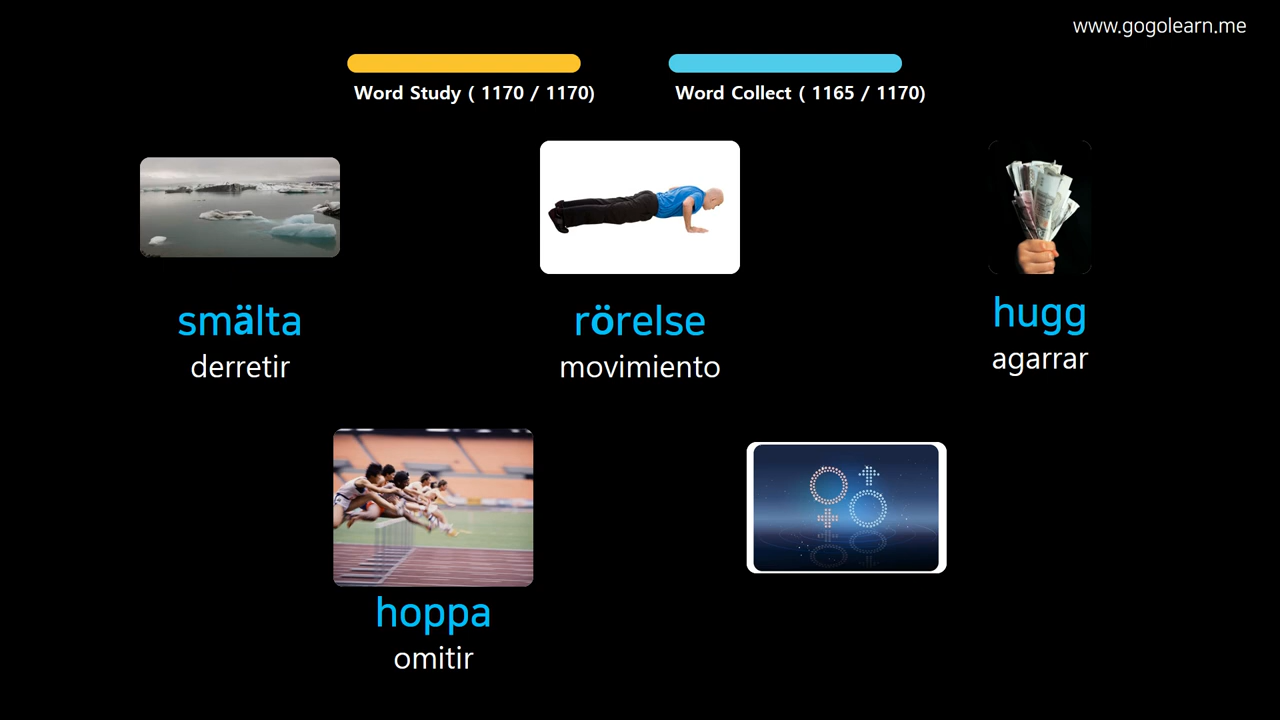 www.gogolearn.me
Word Study ( 1170 / 1170)
Word Collect ( 1165 / 1170)
smälta
derretir
rörelse
movimiento
hugg
agarrar
hoppa
omitir